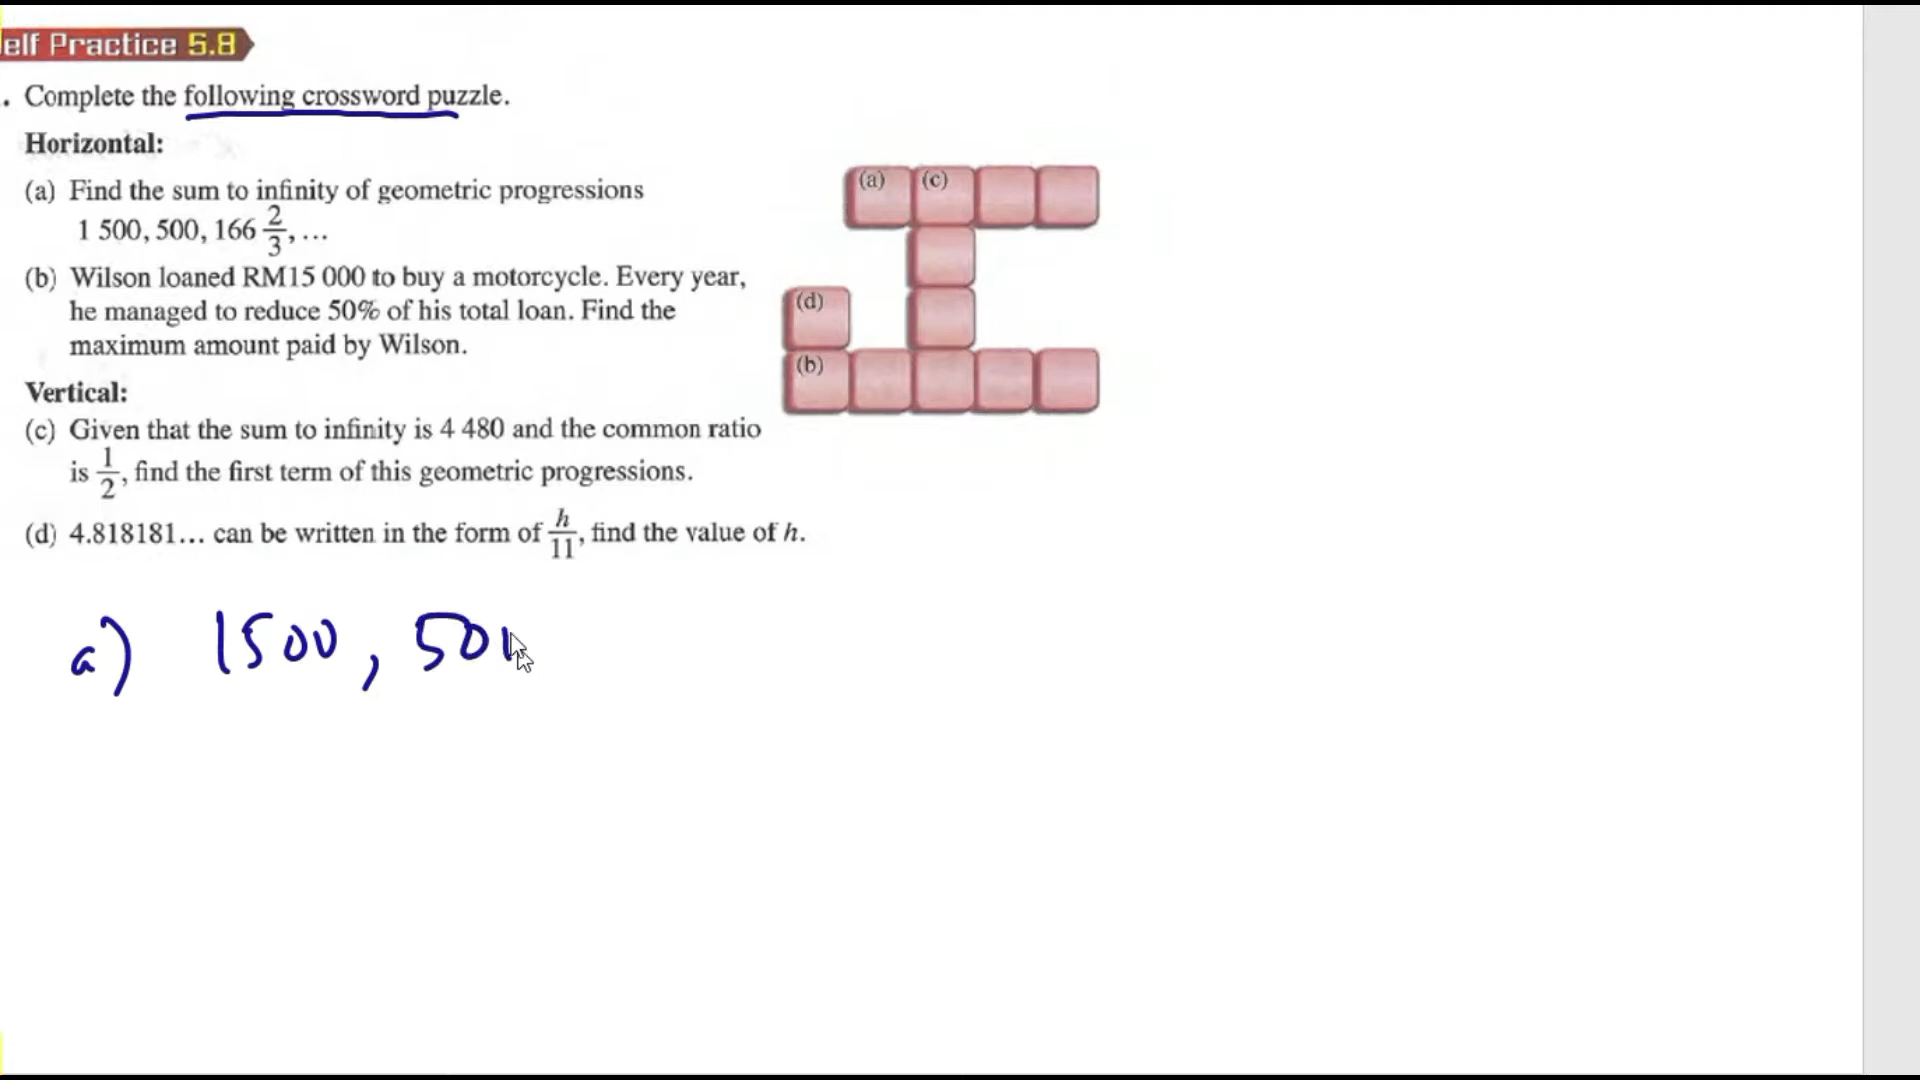 elf Practice 5.8
. Complete the following crossword puzzle.
Horizontal:
(a) Find the sum to infinity of geometric progressions
1 500, 500, 166 2/3, ...
(b) Wilson loaned RM15 000 to buy a motorcycle. Every year,
he managed to reduce 50% of his total loan. Find the
maximum amount paid by Wilson.
Vertical:
(c) Given that the sum to infinity is 4 480 and the common ratio
is 1/2, find the first term of this geometric progressions.
(d) 4.818181... can be written in the form of h/11, find the value of h.
(a) (c)
(d)
(b)
a) 1500, 50